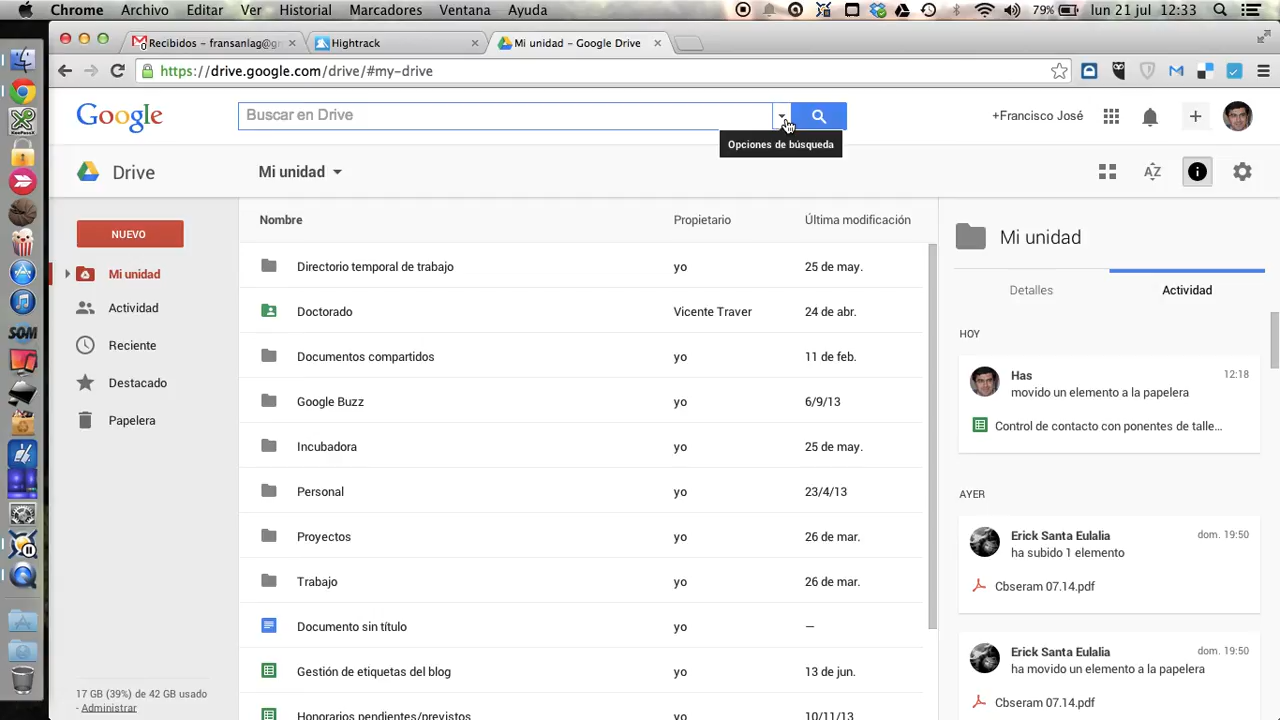 Chrome Archivo Editar Ver Historial Marcadores Ventana Ayuda 79% lun 21 jul 12:33
Recibidos – fransanlag@g
Hightrack
Mi unidad – Google Drive
https://drive.google.com/drive/#my-drive
Google
Buscar en Drive
+Francisco José
Opciones de búsqueda
Drive
Mi unidad
AZ
NUEVO
Mi unidad
Actividad
Reciente
Destacado
Papelera
17 GB (39%) de 42 GB usado
- Administrar
Nombre Propietario Última modificación
Directorio temporal de trabajo yo 25 de may.
Doctorado Vicente Traver 24 de abr.
Documentos compartidos yo 11 de feb.
Google Buzz yo 6/9/13
Incubadora yo 25 de may.
Personal yo 23/4/13
Proyectos yo 26 de mar.
Trabajo yo 26 de mar.
Documento sin título yo —
Gestión de etiquetas del blog yo 13 de jun.
Honorarios pendientes/previstos yo 10/11/13
Mi unidad
Detalles Actividad
HOY
Has 12:18
movido un elemento a la papelera
Control de contacto con ponentes de talle...
AYER
Erick Santa Eulalia dom. 19:50
ha subido 1 elemento
Cbseram 07.14.pdf
Erick Santa Eulalia dom. 19:50
ha movido un elemento a la papelera
Cbseram 07.14.pdf
SOM